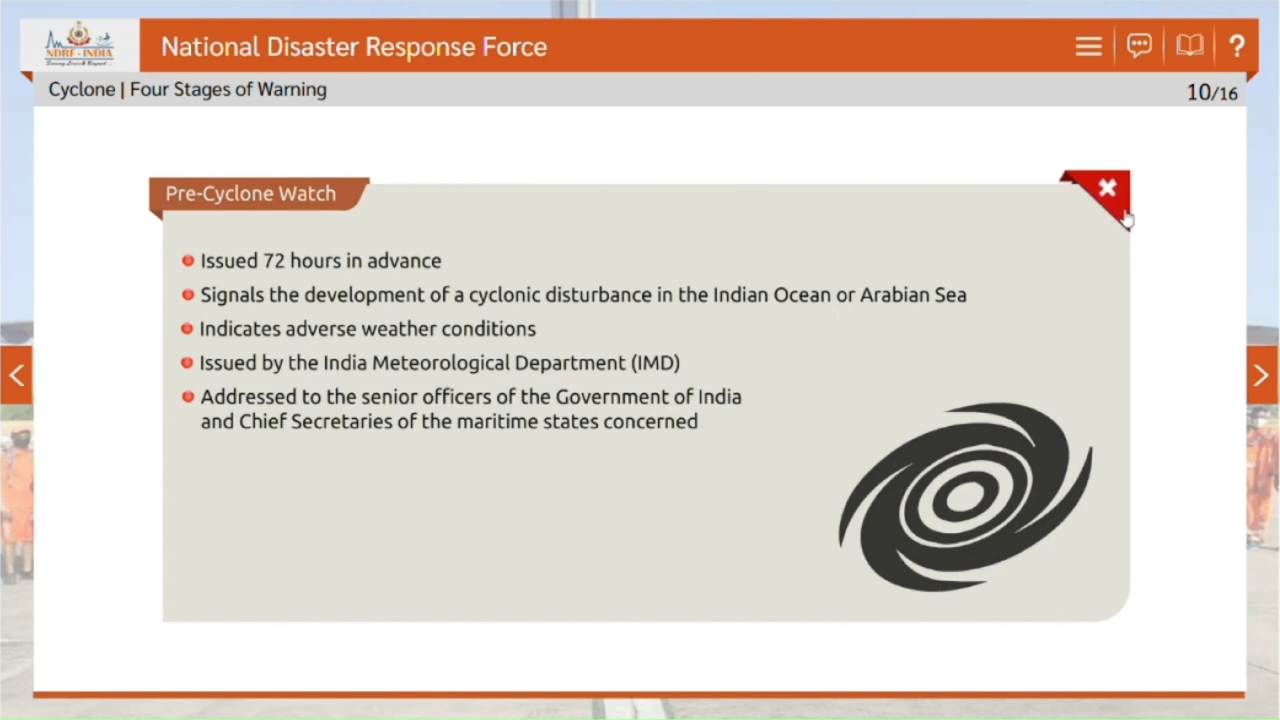 NDRF - INDIA
National Disaster Response Force
?
Cyclone | Four Stages of Warning
10/16
Pre-Cyclone Watch
Issued 72 hours in advance
Signals the development of a cyclonic disturbance in the Indian Ocean or Arabian Sea
Indicates adverse weather conditions
Issued by the India Meteorological Department (IMD)
Addressed to the senior officers of the Government of India
and Chief Secretaries of the maritime states concerned